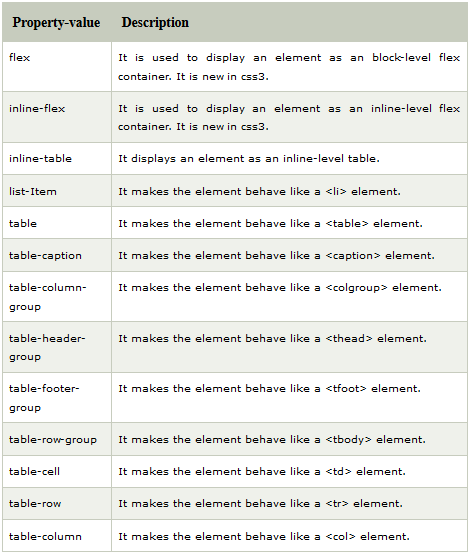 Property-value Description
flex It is used to display an element as an block-level flex
container. It is new in css3.
inline-flex It is used to display an element as an inline-level flex
container. It is new in css3.
inline-table It displays an element as an inline-level table.
list-Item It makes the element behave like a <li> element.
table It makes the element behave like a <table> element.
table-caption It makes the element behave like a <caption> element.
table-column- It makes the element behave like a <colgroup> element.
group
table-header- It makes the element behave like a <thead> element.
group
table-footer- It makes the element behave like a <tfoot> element.
group
table-row-group It makes the element behave like a <tbody> element.
table-cell It makes the element behave like a <td> element.
table-row It makes the element behave like a <tr> element.
table-column It makes the element behave like a <col> element.